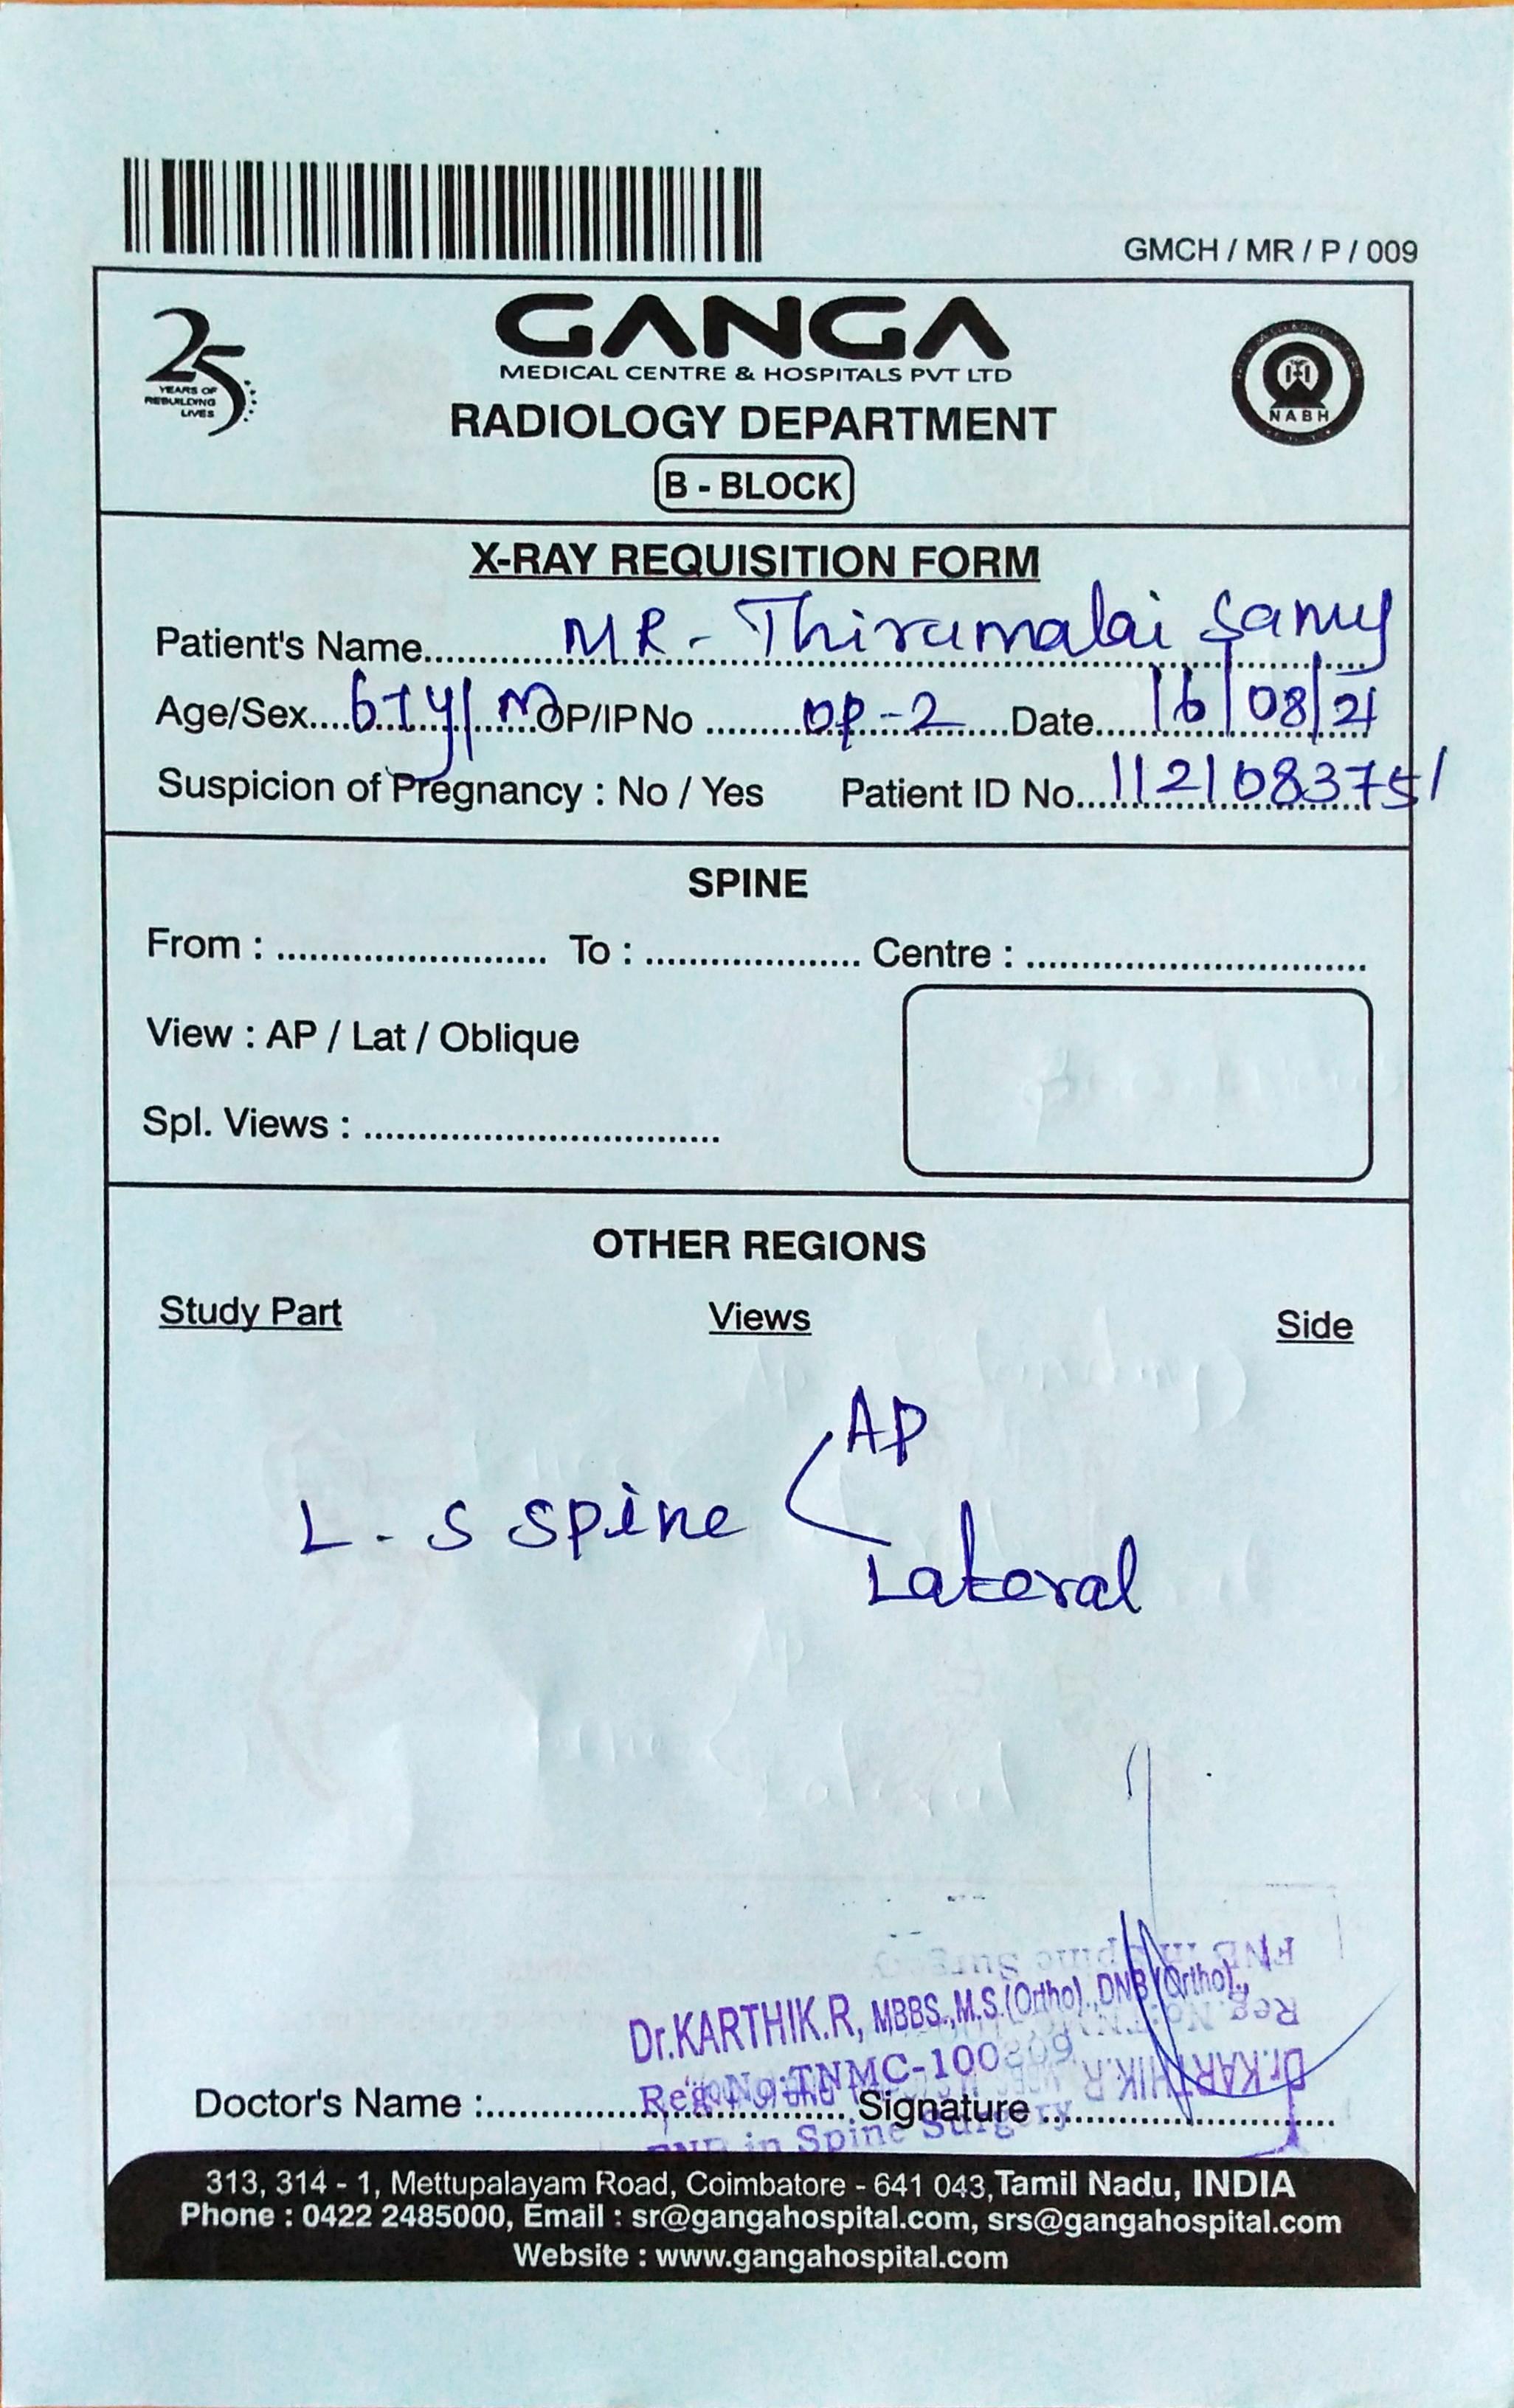 GMCH / MR / P / 009
25
YEARS OF
REBUILDING
LIVES
GANGA
MEDICAL CENTRE & HOSPITALS PVT LTD
NABH
RADIOLOGY DEPARTMENT
B - BLOCK
X-RAY REQUISITION FORM
Patient's Name.......... MR - Thirumalai Samy
Age/Sex.... 61y/ M OP/IP No .......... OP-2 ....Date.... 16/08/21
Suspicion of Pregnancy : No / Yes Patient ID No.... 1121083751
SPINE
From : .......................... To : ..................... Centre : .................................
View : AP / Lat / Oblique
Spl. Views : ...................................
OTHER REGIONS
Study Part Views Side
AP
L - S Spine
Lateral
Dr.KARTHIK.R, MBBS.,M.S.(Ortho).,DNB(Ortho).,
Reg.No:TNMC-100
Doctor's Name :.................................... Signature .............................
in Spine Surgery
313, 314 - 1, Mettupalayam Road, Coimbatore - 641 043, Tamil Nadu, INDIA
Phone : 0422 2485000, Email : sr@gangahospital.com, srs@gangahospital.com
Website : www.gangahospital.com